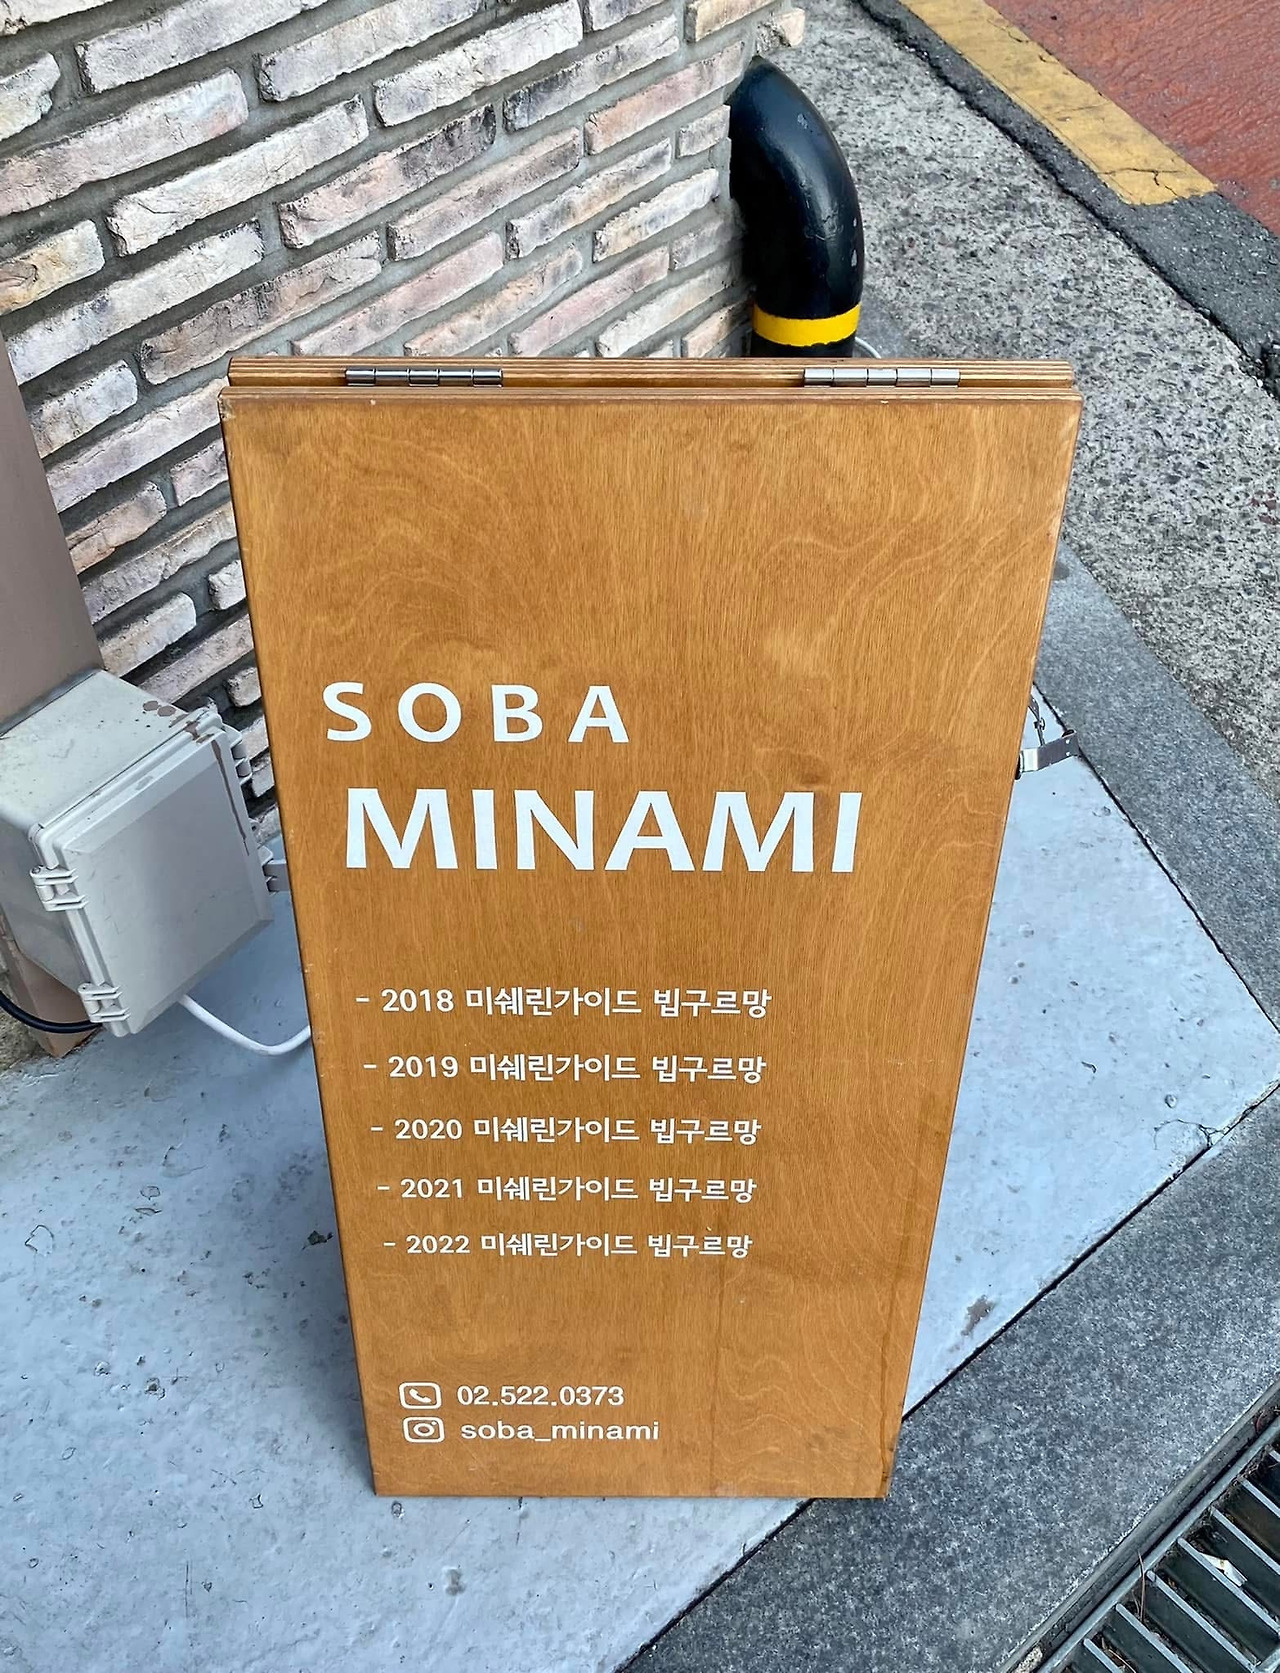 SOBA
MINAMI
- 2018 미쉐린가이드 빕구르망
- 2019 미쉐린가이드 빕구르망
- 2020 미쉐린가이드 빕구르망
- 2021 미쉐린가이드 빕구르망
- 2022 미쉐린가이드 빕구르망
02.522.0373
soba_minami